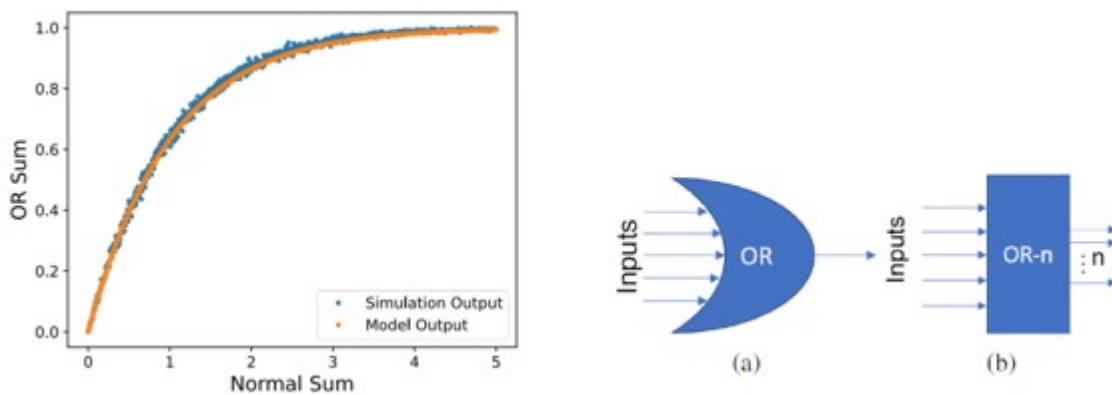 1.0
0.8
0.6
0.4
0.2
0.0
OR Sum
Simulation Output
Model Output
0 1 2 3 4 5
Normal Sum
Inputs
OR
(a)
Inputs
OR-n
n
(b)